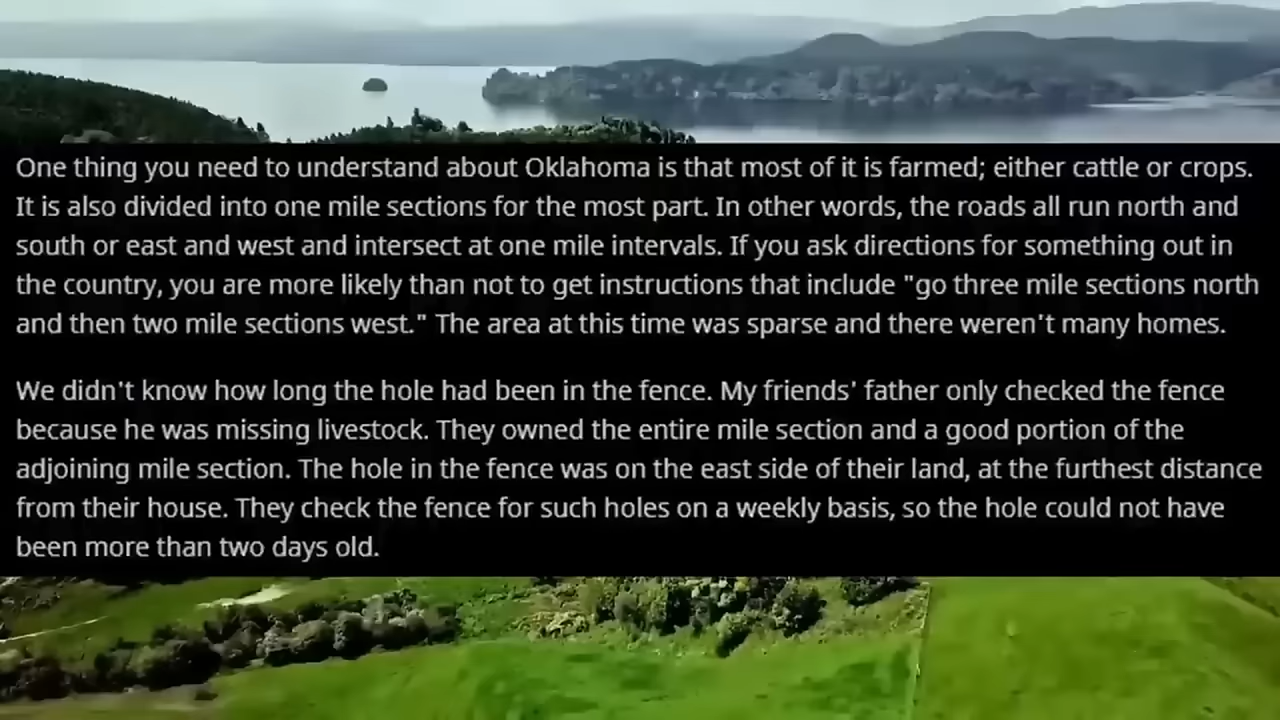 One thing you need to understand about Oklahoma is that most of it is farmed; either cattle or crops.
It is also divided into one mile sections for the most part. In other words, the roads all run north and
south or east and west and intersect at one mile intervals. If you ask directions for something out in
the country, you are more likely than not to get instructions that include "go three mile sections north
and then two mile sections west." The area at this time was sparse and there weren't many homes.
We didn't know how long the hole had been in the fence. My friends' father only checked the fence
because he was missing livestock. They owned the entire mile section and a good portion of the
adjoining mile section. The hole in the fence was on the east side of their land, at the furthest distance
from their house. They check the fence for such holes on a weekly basis, so the hole could not have
been more than two days old.